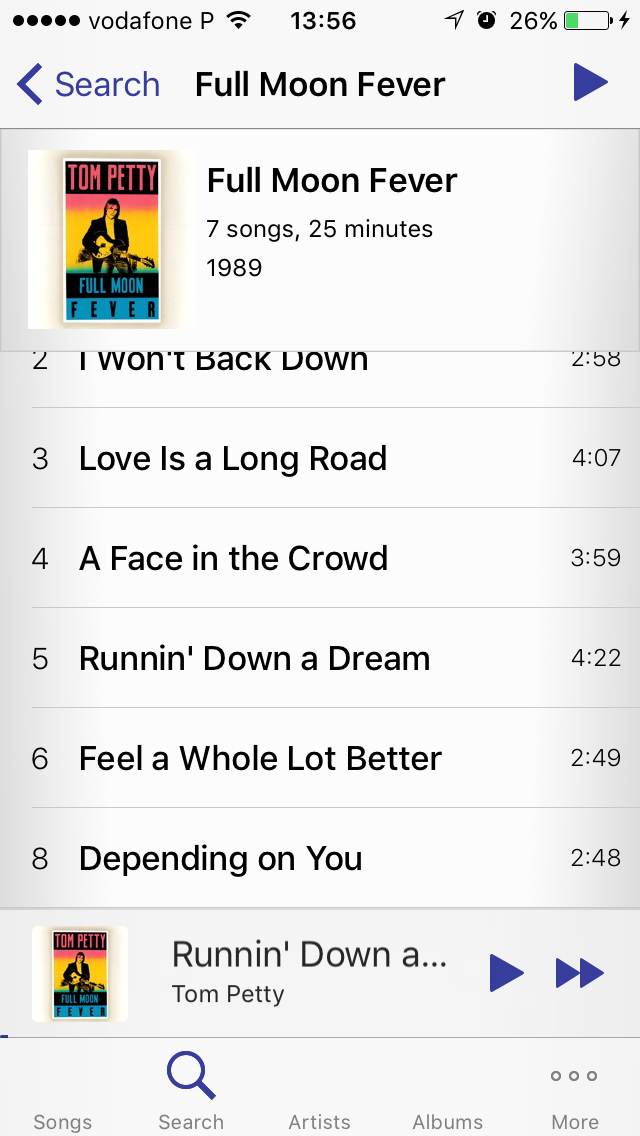 vodafone P 13:56 26%
Search Full Moon Fever
TOM PETTY
FULL MOON
FEVER
Full Moon Fever
7 songs, 25 minutes
1989
2 I Won't Back Down 2:58
3 Love Is a Long Road 4:07
4 A Face in the Crowd 3:59
5 Runnin' Down a Dream 4:22
6 Feel a Whole Lot Better 2:49
8 Depending on You 2:48
TOM PETTY
FULL MOON
FEVER
Runnin' Down a...
Tom Petty
Songs Search Artists Albums More